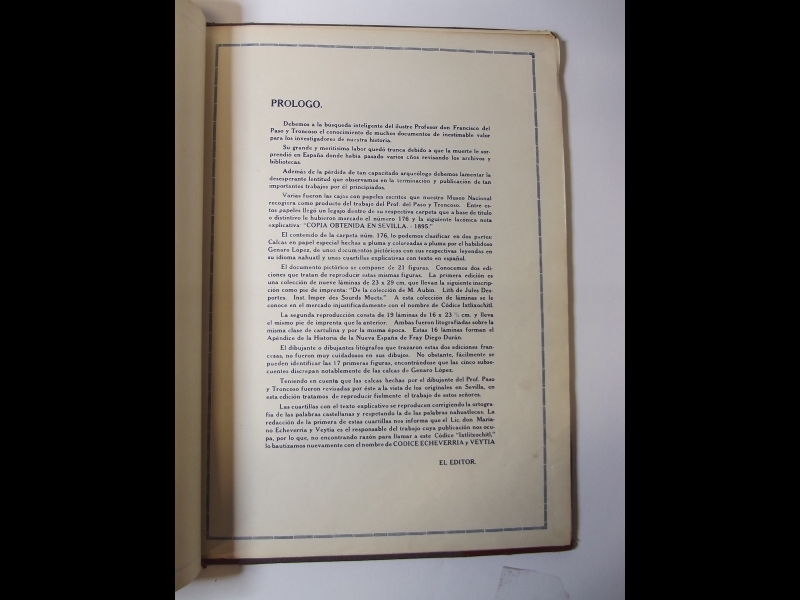 PROLOGO.
Debemos a la búsqueda inteligente del ilustre Profesor don Francisco del
Paso y Troncoso el conocimiento de muchos documentos de inestimable valor
para los investigadores de nuestra historia.
Su grande y meritísima labor quedó trunca debido a que la muerte le sor-
prendió en España donde había pasado varios años revisando los archivos y
bibliotecas.
Además de la pérdida de tan capacitado arqueólogo debemos lamentar la
desesperante lentitud que observamos en la terminación y publicación de tan
importantes trabajos por él principiados.
Varias fueron las cajas con papeles escritos que nuestro Museo Nacional
recogiera como producto del trabajo del Prof. del Paso y Troncoso. Entre es-
tos papeles llegó un legajo dentro de su respectiva carpeta que a base de título
o distintivo le hubieron marcado el número 176 y la siguiente lacónica nota
explicativa: "COPIA OBTENIDA EN SEVILLA. - 1895."
El contenido de la carpeta núm. 176, lo podemos clasificar en dos partes:
Calcas en papel especial hechas a pluma y coloreadas a pluma por el habilidoso
Genaro López, de unos documentos pictóricos con sus respectivas leyendas en
su idioma nahuatl y unas cuartillas explicativas con texto en español.
El documento pictórico se compone de 21 figuras. Conocemos dos edi-
ciones que tratan de reproducir estas mismas figuras. La primera edición es
una colección de nueve láminas de 23 x 29 cm. que llevan la siguiente inscrip-
ción como pie de imprenta: "De la colección de M. Aubin. Lith de Jules Des-
portes. Inst. Imper des Sourds Muets." A esta colección de láminas se le
conoce en el mercado injustificadamente con el nombre de Códice Ixtlixochitl.
La segunda reproducción consta de 19 láminas de 16 x 23 ½ cm. y lleva
el mismo pie de imprenta que la anterior. Ambas fueron litografiadas sobre la
misma clase de cartulina y por la misma época. Estas 16 láminas forman el
Apéndice de la Historia de la Nueva España de Fray Diego Durán.
El dibujante o dibujantes litógrafos que trazaron estas dos ediciones fran-
cesas, no fueron muy cuidadosos en sus dibujos. No obstante, fácilmente se
pueden identificar las 17 primeras figuras, encontrándose que las cinco subse-
cuentes discrepan notablemente de las calcas de Genaro López.
Teniendo en cuenta que las calcas hechas por el dibujante del Prof. Paso
y Troncoso fueron revisadas por éste a la vista de los originales en Sevilla, en
esta edición tratamos de reproducir fielmente el trabajo de estos señores.
Las cuartillas con el texto explicativo se reproducen corrigiendo la ortogra-
fía de las palabras castellanas y respetando la de las palabras nahuatlecas. La
redacción de la primera de estas cuartillas nos informa que el Lic. don Maria-
no Echeverria y Veytia es el responsable del trabajo cuya publicación nos ocu-
pa, por lo que, no encontrando razón para llamar a este Códice "Ixtlixochitl,"
lo bautizamos nuevamente con el nombre de CODICE ECHEVERRIA y VEYTIA
EL EDITOR.